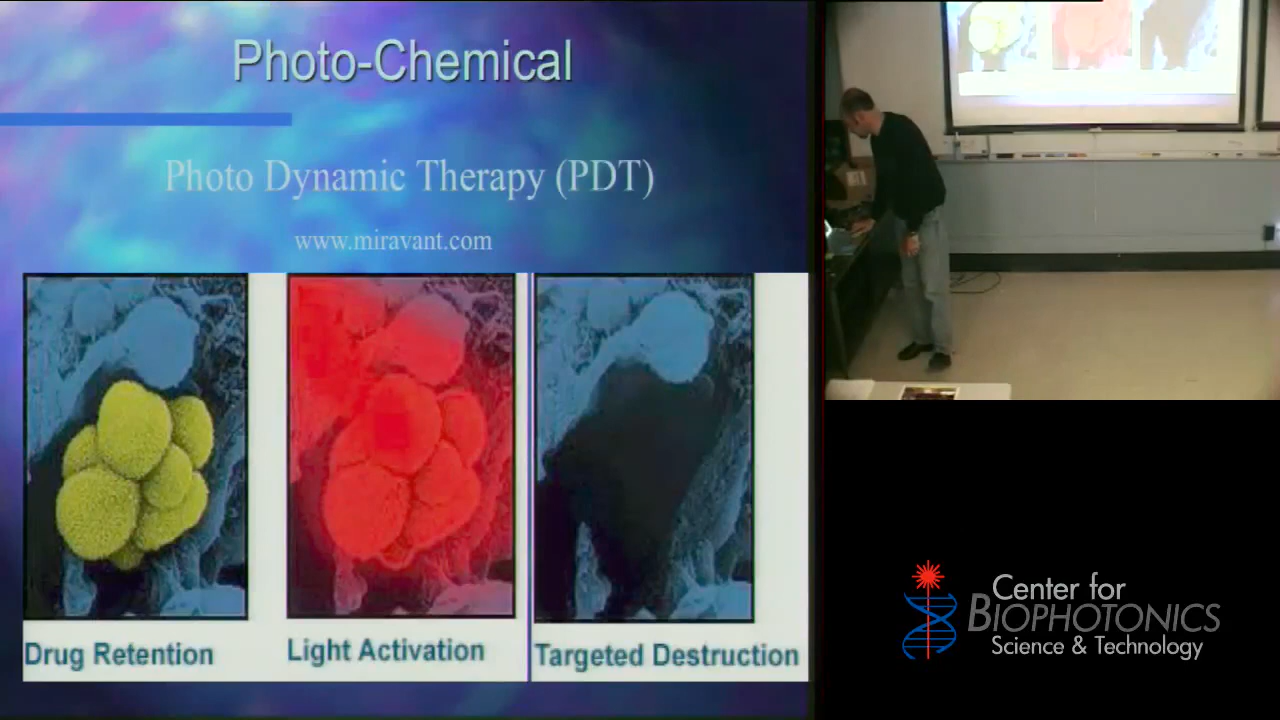 Photo-Chemical
Photo Dynamic Therapy (PDT)
www.miravant.com
Drug Retention
Light Activation
Targeted Destruction
Center for
BIOPHOTONICS
Science & Technology